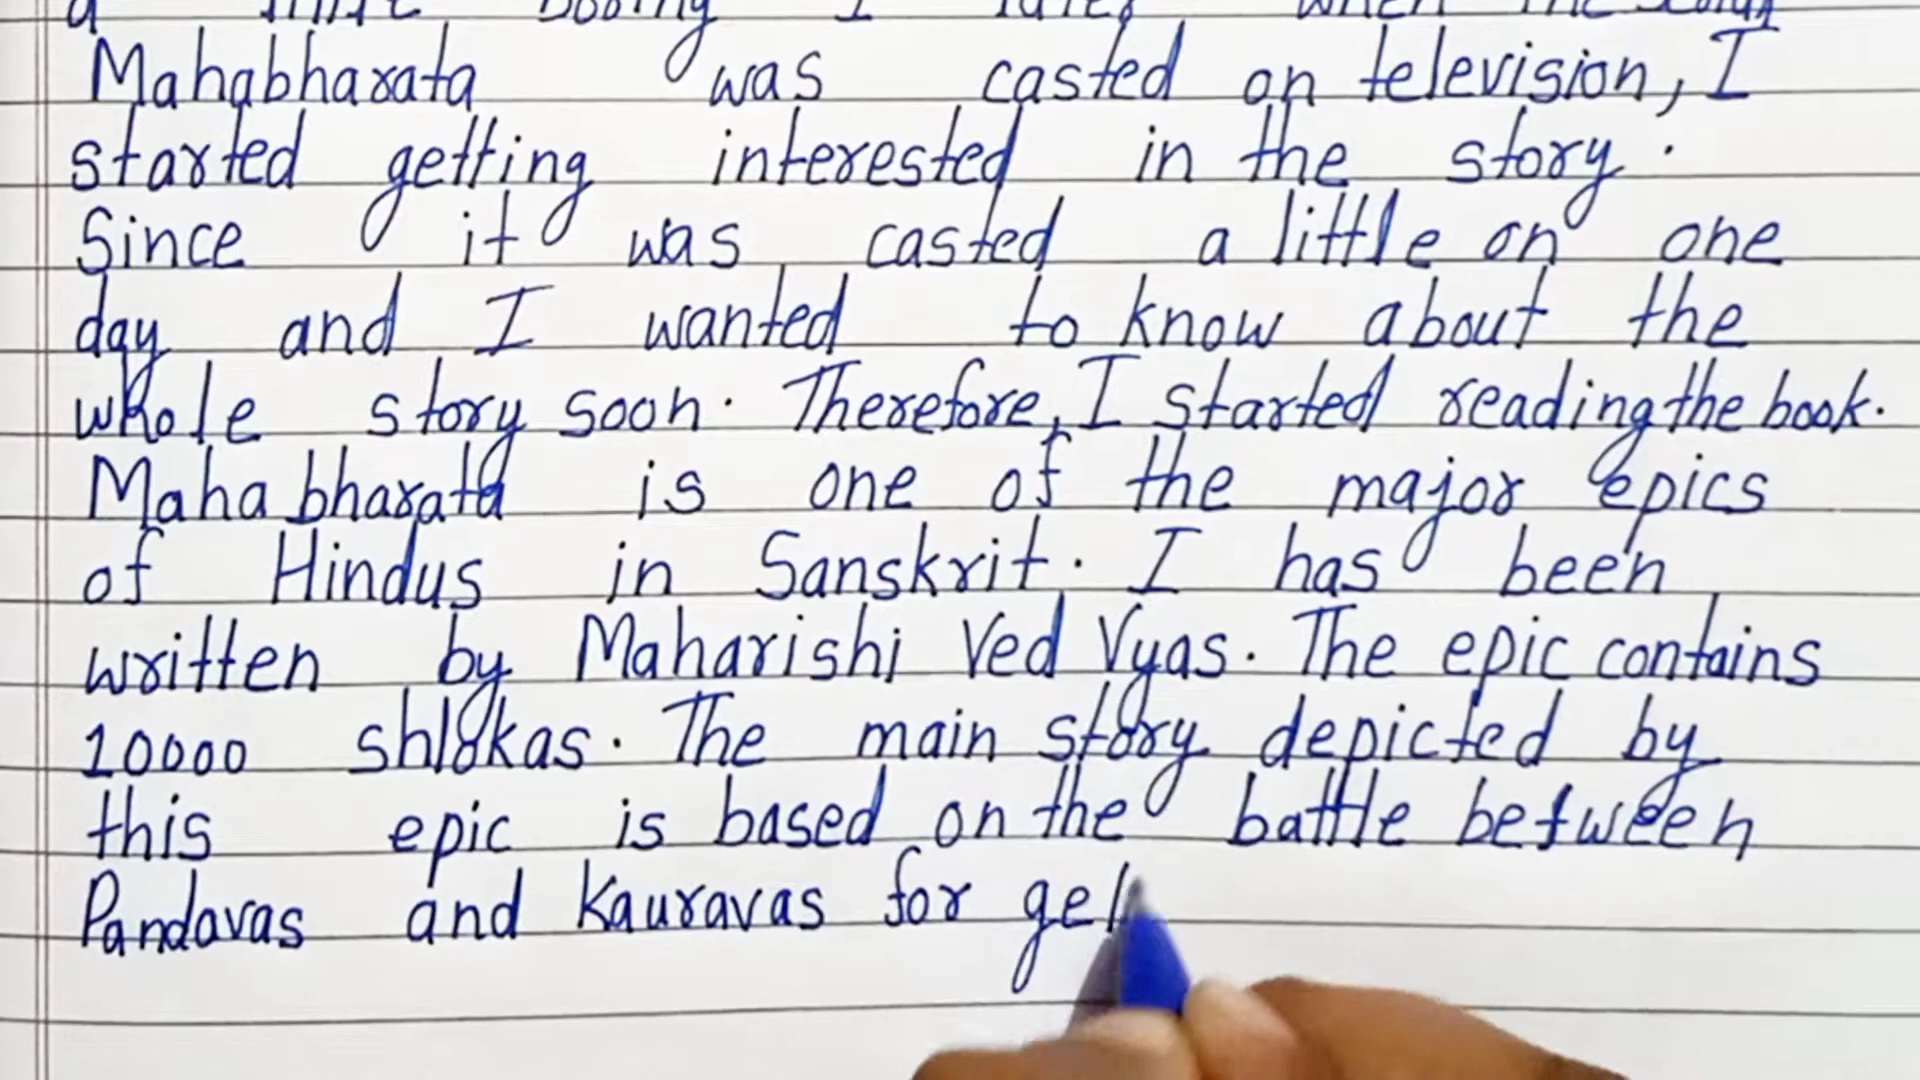 Mahabharata was casted on television, I
started getting interested in the story.
Since it was casted a little on one
day and I wanted to know about the
whole story soon. Therefore, I started reading the book.
Mahabharata is one of the major epics
of Hindus in Sanskrit. I has been
written by Maharishi Ved Vyas. The epic contains
10000 shlokas. The main story depicted by
this epic is based on the battle between
Pandavas and Kauravas for